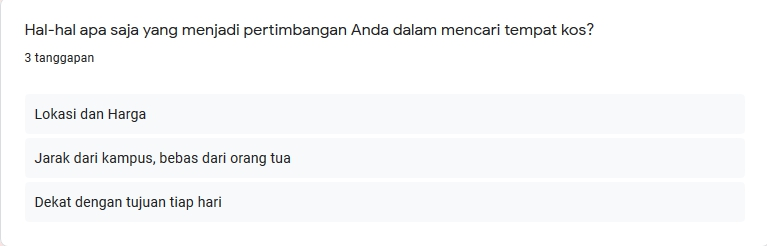 Hal-hal apa saja yang menjadi pertimbangan Anda dalam mencari tempat kos?
3 tanggapan
Lokasi dan Harga
Jarak dari kampus, bebas dari orang tua
Dekat dengan tujuan tiap hari